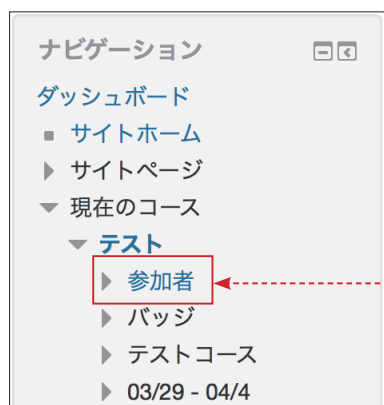 ナビゲーション
ダッシュボード
サイトホーム
サイトページ
現在のコース
テスト
参加者
バッジ
テストコース
03/29 - 04/4